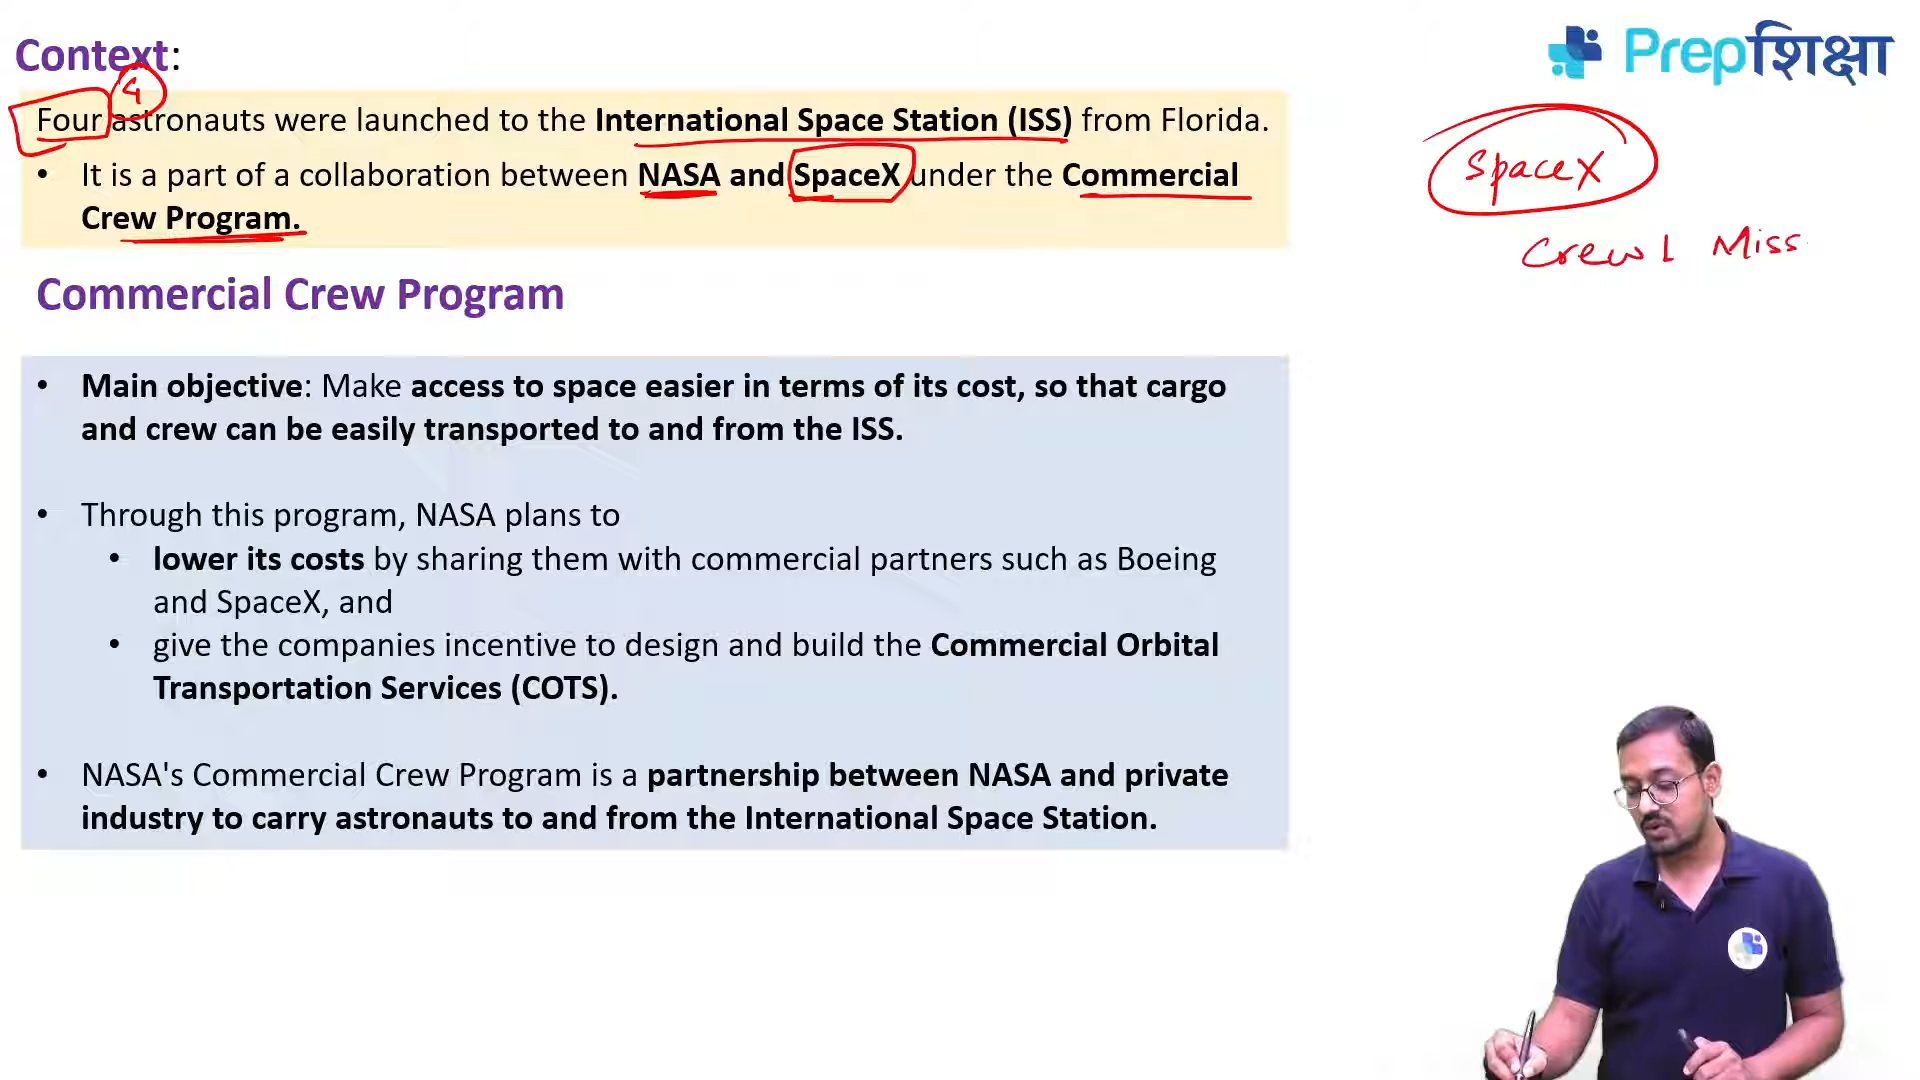 Context:
Prepशिक्षा
4
Four astronauts were launched to the International Space Station (ISS) from Florida.
• It is a part of a collaboration between NASA and SpaceX under the Commercial
Crew Program.
SpaceX
Crew 1 Miss
Commercial Crew Program
• Main objective: Make access to space easier in terms of its cost, so that cargo
and crew can be easily transported to and from the ISS.
• Through this program, NASA plans to
• lower its costs by sharing them with commercial partners such as Boeing
and SpaceX, and
• give the companies incentive to design and build the Commercial Orbital
Transportation Services (COTS).
• NASA's Commercial Crew Program is a partnership between NASA and private
industry to carry astronauts to and from the International Space Station.